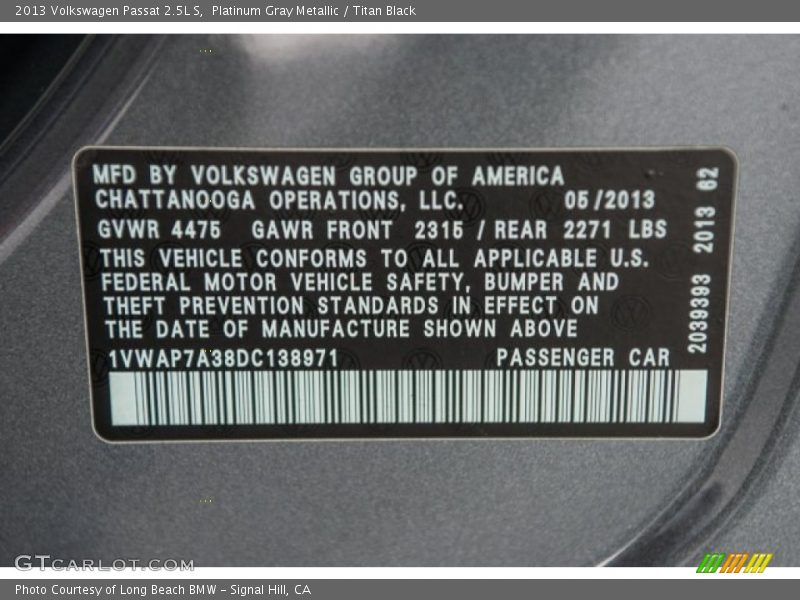 2013 Volkswagen Passat 2.5L S,  Platinum Gray Metallic / Titan Black
MFD BY VOLKSWAGEN GROUP OF AMERICA
CHATTANOOGA OPERATIONS, LLC. 05/2013
GVWR 4475 GAWR FRONT 2315 / REAR 2271 LBS
THIS VEHICLE CONFORMS TO ALL APPLICABLE U.S.
FEDERAL MOTOR VEHICLE SAFETY, BUMPER AND
THEFT PREVENTION STANDARDS IN EFFECT ON
THE DATE OF MANUFACTURE SHOWN ABOVE
1VWAP7A38DC138971 PASSENGER CAR
2039393 2013 62
GTCARLOT.COM
Photo Courtesy of Long Beach BMW - Signal Hill, CA